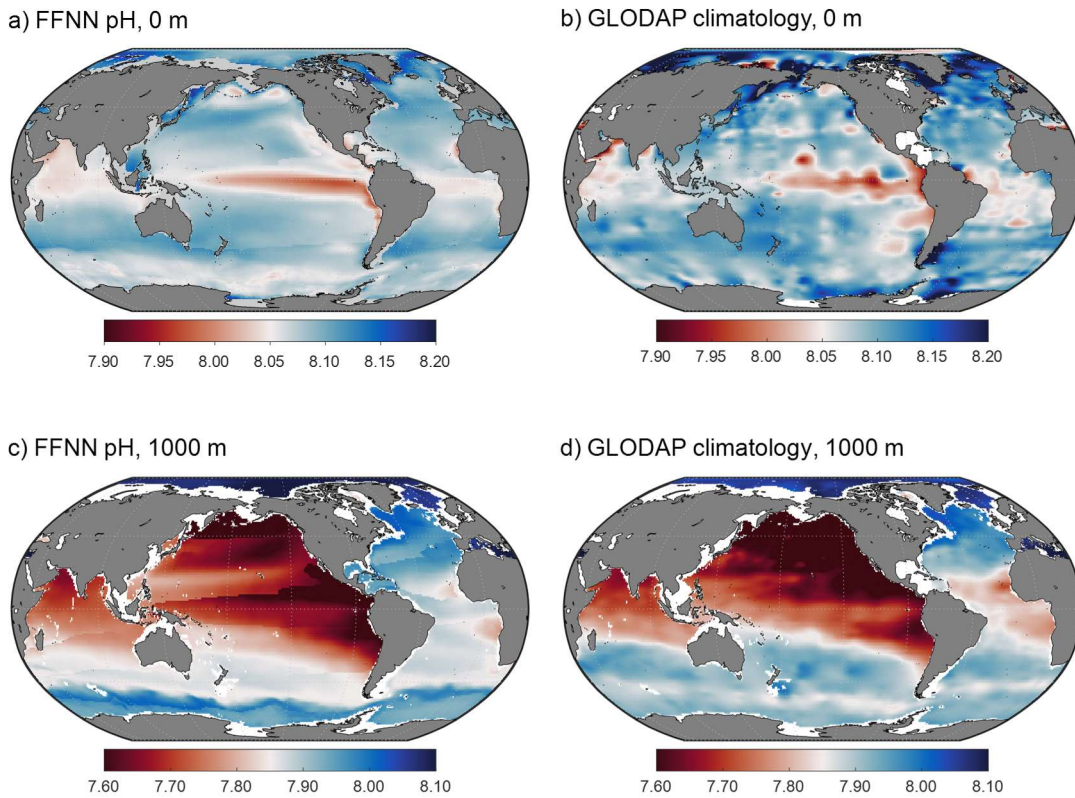 a) FFNN pH, 0 m
b) GLODAP climatology, 0 m
7.90 7.95 8.00 8.05 8.10 8.15 8.20
7.90 7.95 8.00 8.05 8.10 8.15 8.20
c) FFNN pH, 1000 m
d) GLODAP climatology, 1000 m
7.60 7.70 7.80 7.90 8.00 8.10
7.60 7.70 7.80 7.90 8.00 8.10